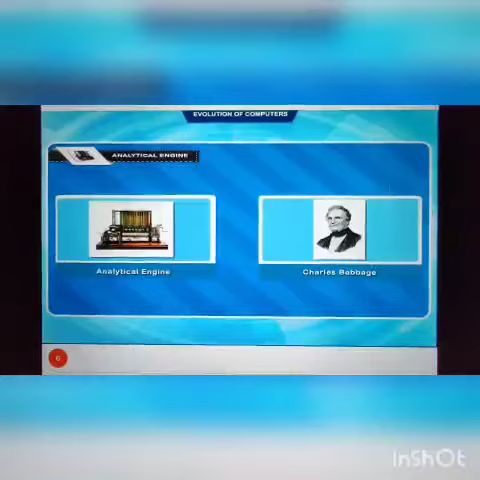 EVOLUTION OF COMPUTERS
ANALYTICAL ENGINE
Analytical Engine
Charles Babbage
6
InShOt